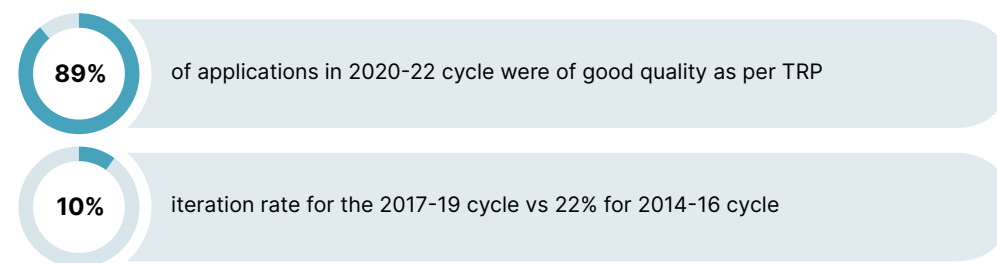 89%
of applications in 2020-22 cycle were of good quality as per TRP
10%
iteration rate for the 2017-19 cycle vs 22% for 2014-16 cycle